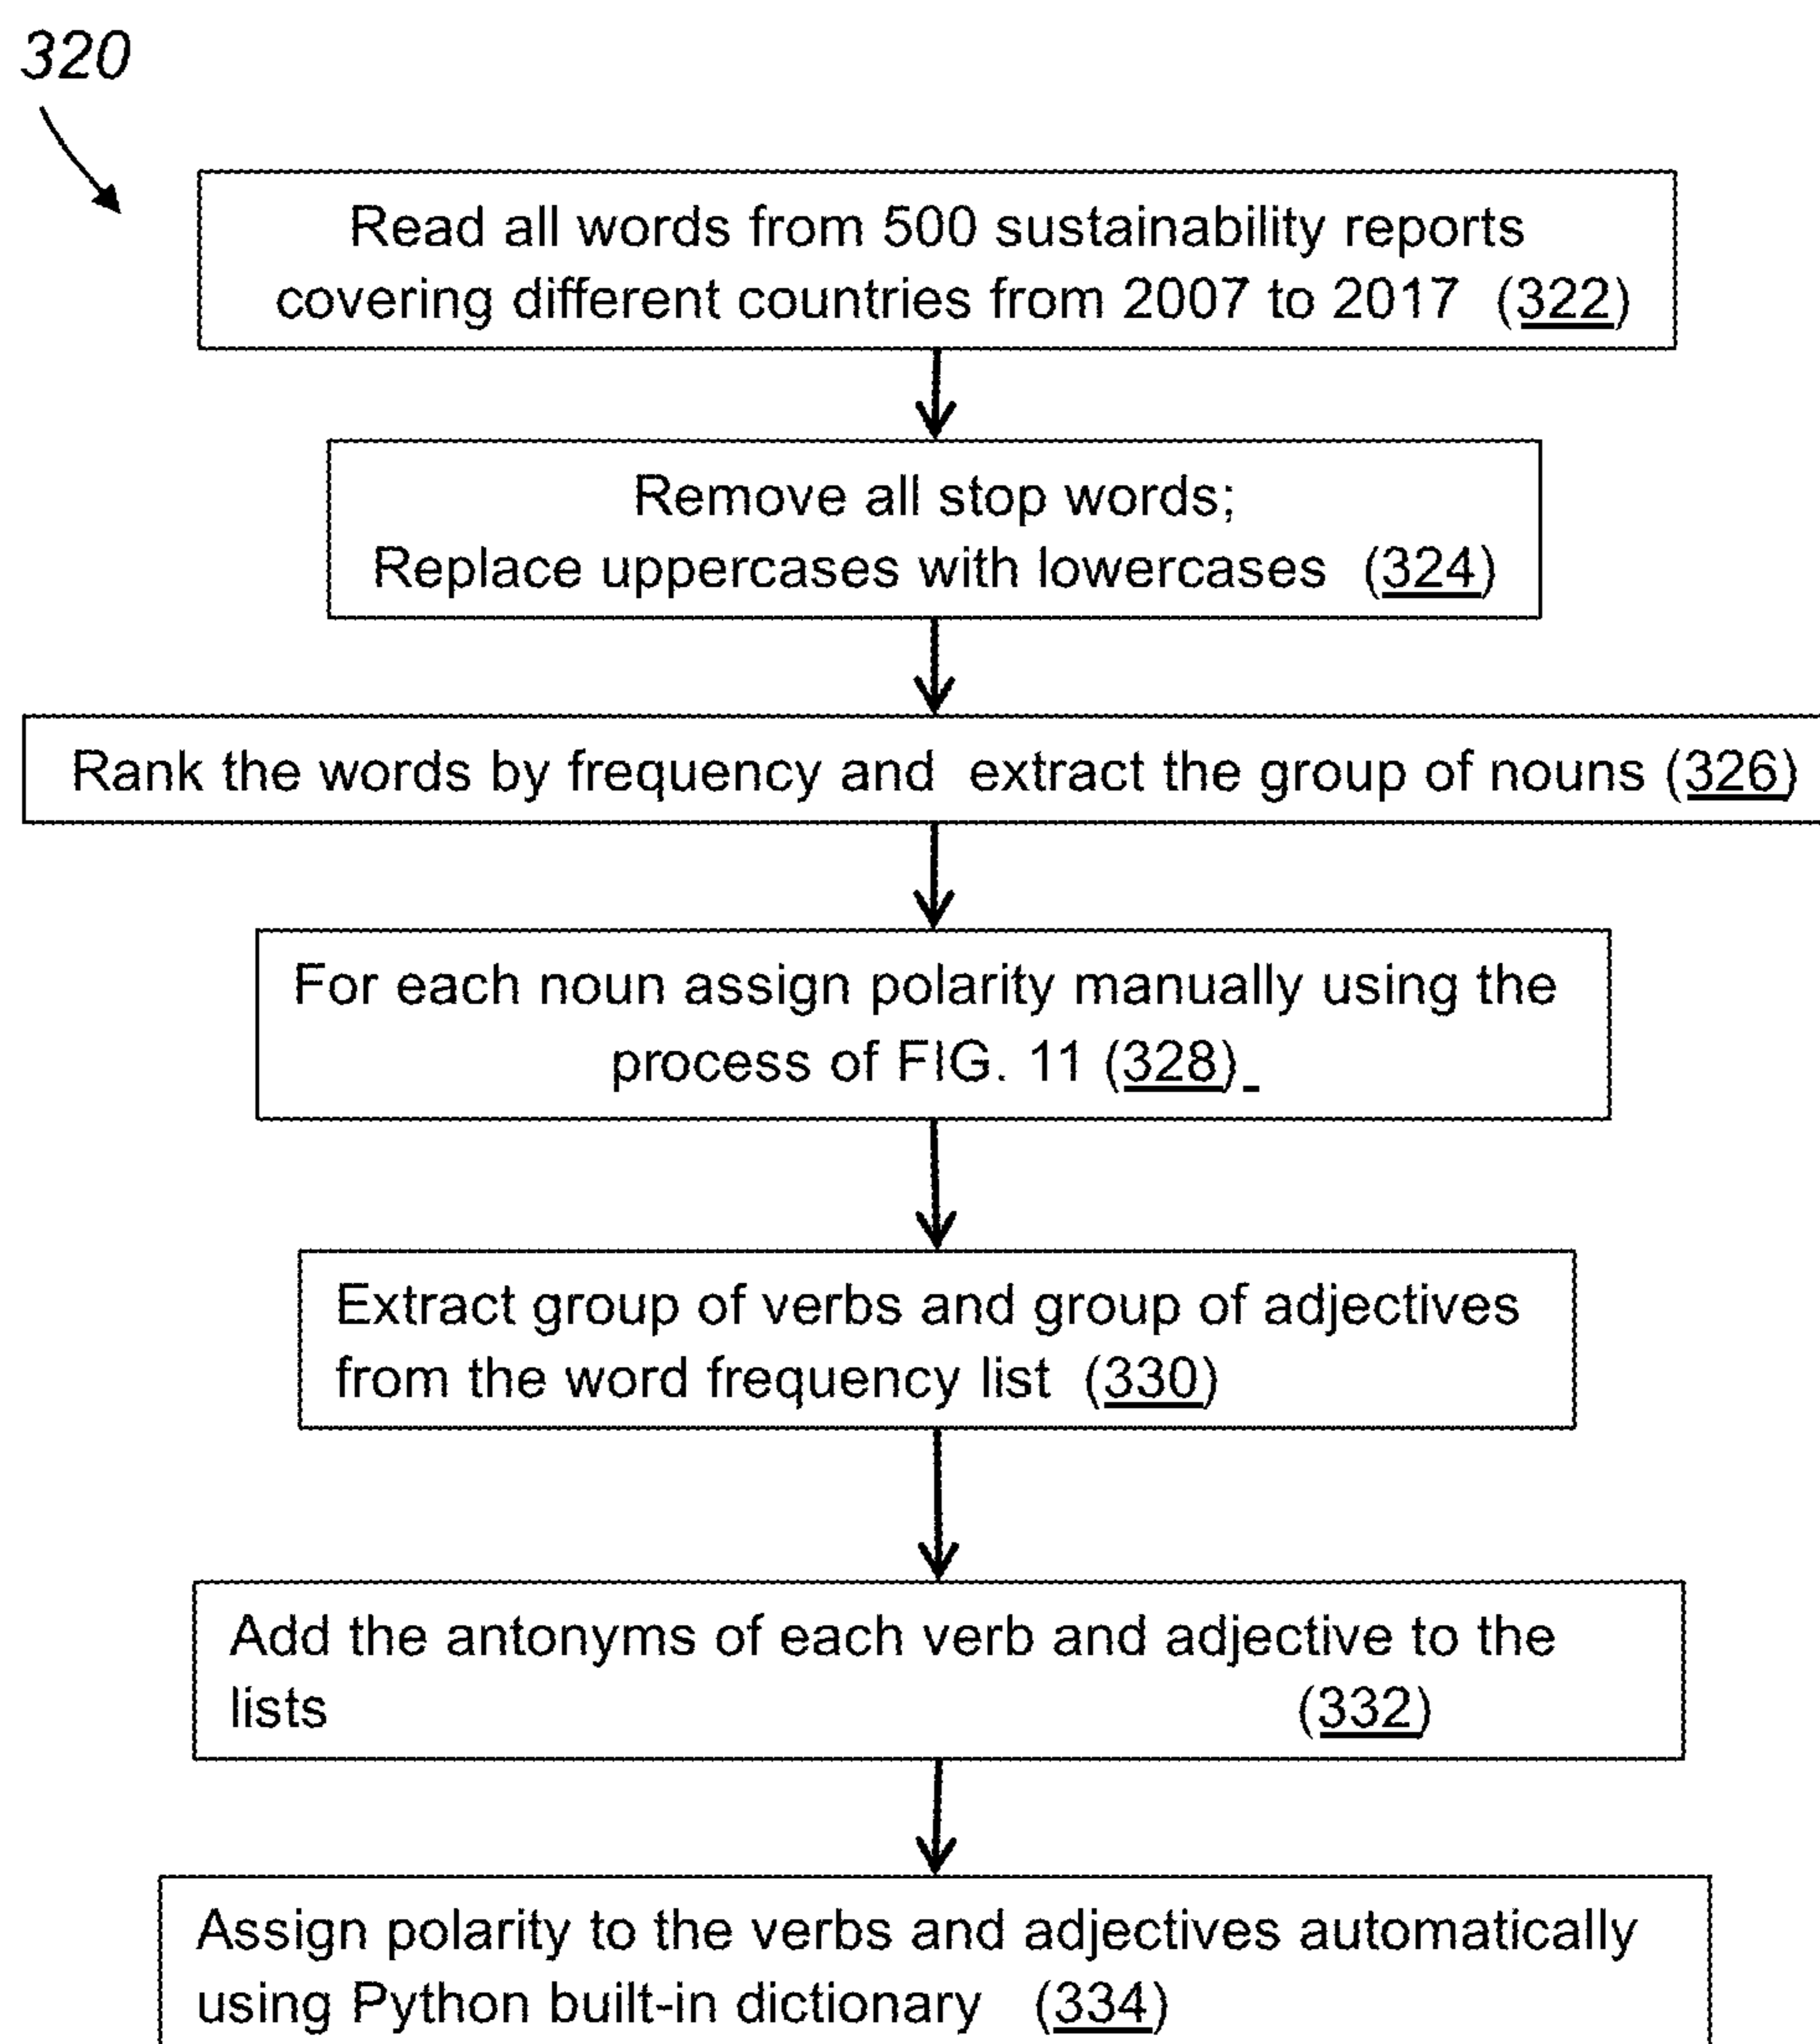 320
Read all words from 500 sustainability reports
covering different countries from 2007 to 2017 (322)
Remove all stop words;
Replace uppercases with lowercases (324)
Rank the words by frequency and extract the group of nouns (326)
For each noun assign polarity manually using the
process of FIG. 11 (328)
Extract group of verbs and group of adjectives
from the word frequency list (330)
Add the antonyms of each verb and adjective to the
lists (332)
Assign polarity to the verbs and adjectives automatically
using Python built-in dictionary (334)